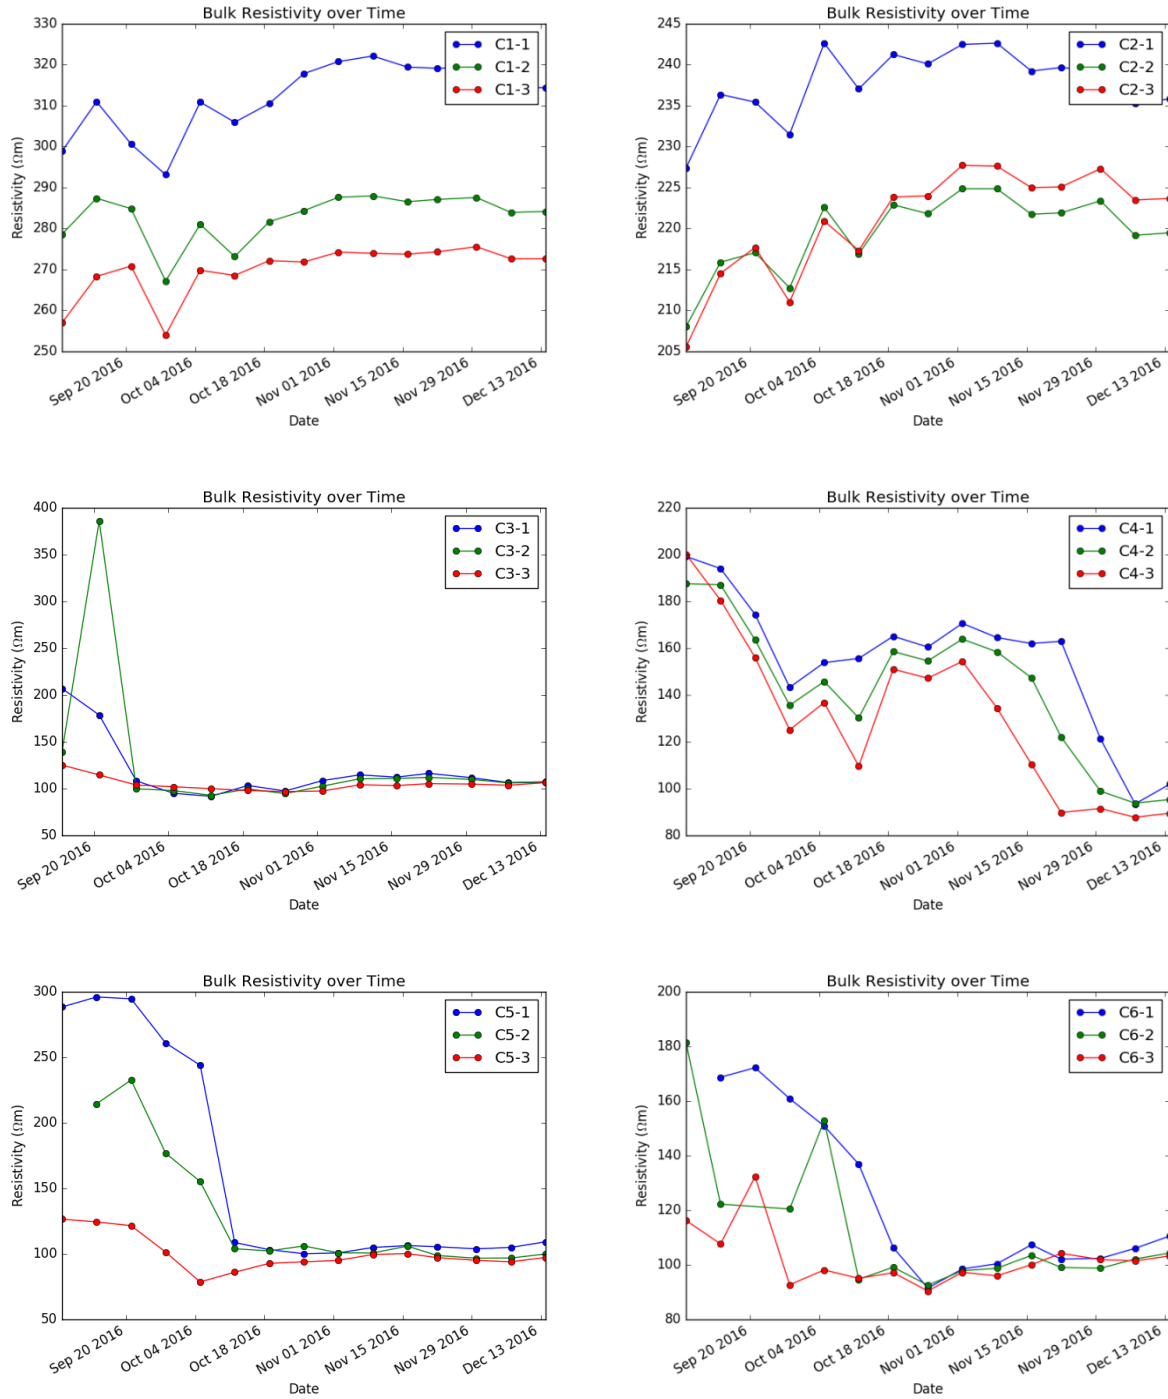 Bulk Resistivity over Time
330
320
310
300
290
280
270
260
250
Resistivity (Ωm)
C1-1
C1-2
C1-3
Sep 20 2016
Oct 04 2016
Oct 18 2016
Nov 01 2016
Nov 15 2016
Nov 29 2016
Dec 13 2016
Date
Bulk Resistivity over Time
245
240
235
230
225
220
215
210
205
Resistivity (Ωm)
C2-1
C2-2
C2-3
Sep 20 2016
Oct 04 2016
Oct 18 2016
Nov 01 2016
Nov 15 2016
Nov 29 2016
Dec 13 2016
Date
Bulk Resistivity over Time
400
350
300
250
200
150
100
50
Resistivity (Ωm)
C3-1
C3-2
C3-3
Sep 20 2016
Oct 04 2016
Oct 18 2016
Nov 01 2016
Nov 15 2016
Nov 29 2016
Dec 13 2016
Date
Bulk Resistivity over Time
220
200
180
160
140
120
100
80
Resistivity (Ωm)
C4-1
C4-2
C4-3
Sep 20 2016
Oct 04 2016
Oct 18 2016
Nov 01 2016
Nov 15 2016
Nov 29 2016
Dec 13 2016
Date
Bulk Resistivity over Time
300
250
200
150
100
50
Resistivity (Ωm)
C5-1
C5-2
C5-3
Sep 20 2016
Oct 04 2016
Oct 18 2016
Nov 01 2016
Nov 15 2016
Nov 29 2016
Dec 13 2016
Date
Bulk Resistivity over Time
200
180
160
140
120
100
80
Resistivity (Ωm)
C6-1
C6-2
C6-3
Sep 20 2016
Oct 04 2016
Oct 18 2016
Nov 01 2016
Nov 15 2016
Nov 29 2016
Dec 13 2016
Date